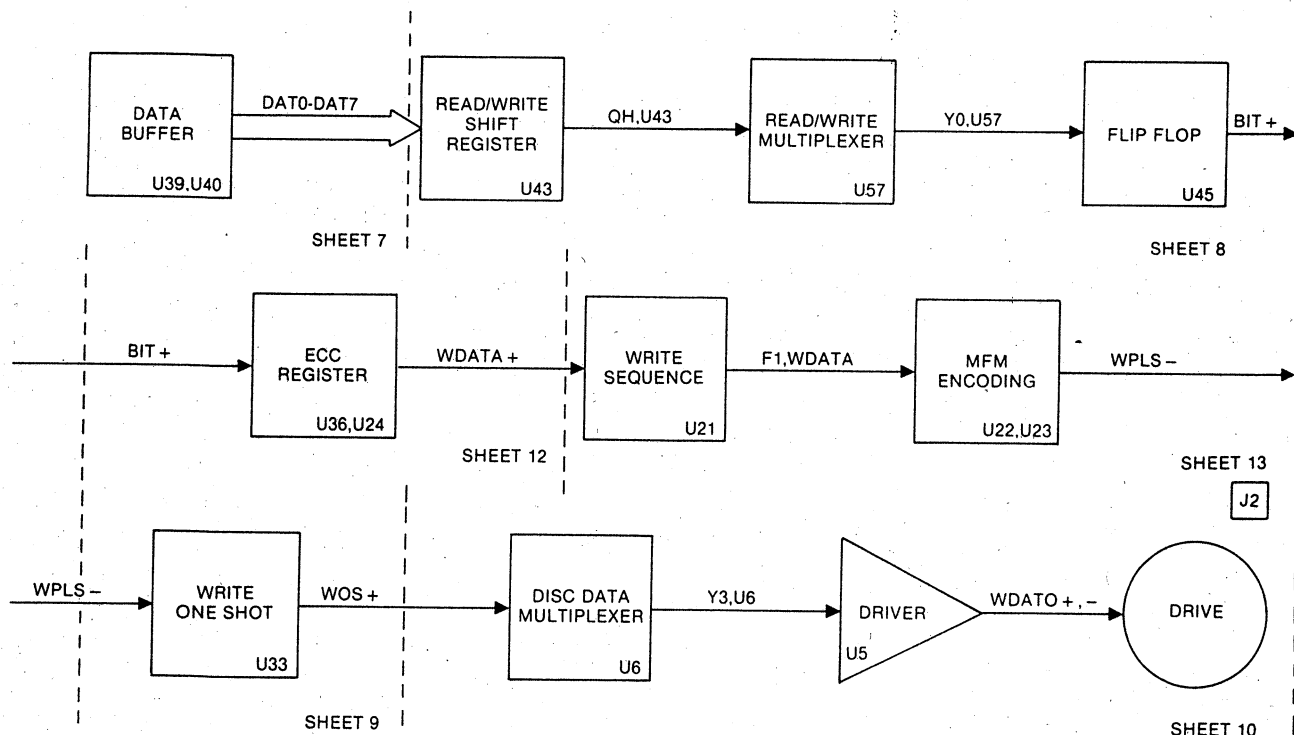 DATA
BUFFER
U39,U40
DAT0-DAT7
READ/WRITE
SHIFT
REGISTER
U43
QH,U43
READ/WRITE
MULTIPLEXER
U57
Y0,U57
FLIP FLOP
U45
BIT +
SHEET 7
SHEET 8
BIT +
ECC
REGISTER
U36,U24
WDATA +
WRITE
SEQUENCE
U21
F1,WDATA
MFM
ENCODING
U22,U23
WPLS –
SHEET 12
SHEET 13
J2
WPLS –
WRITE
ONE SHOT
U33
WOS +
DISC DATA
MULTIPLEXER
U6
Y3,U6
DRIVER
U5
WDATO +, -
DRIVE
SHEET 9
SHEET 10